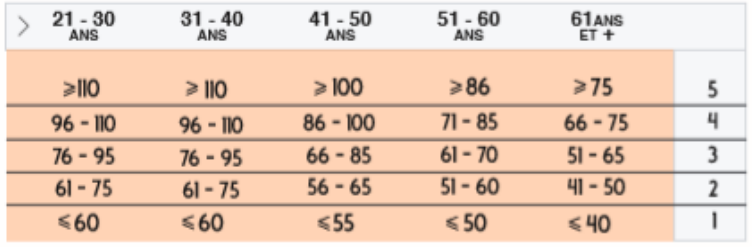 > 21 - 30 ANS 31 - 40 ANS 41 - 50 ANS 51 - 60 ANS 61 ANS ET +
⩾110 ⩾110 ⩾100 ⩾86 ⩾75 5
96 - 110 96 - 110 86 - 100 71 - 85 66 - 75 4
76 - 95 76 - 95 66 - 85 61 - 70 51 - 65 3
61 - 75 61 - 75 56 - 65 51 - 60 41 - 50 2
⩽60 ⩽60 ⩽55 ⩽50 ⩽40 1